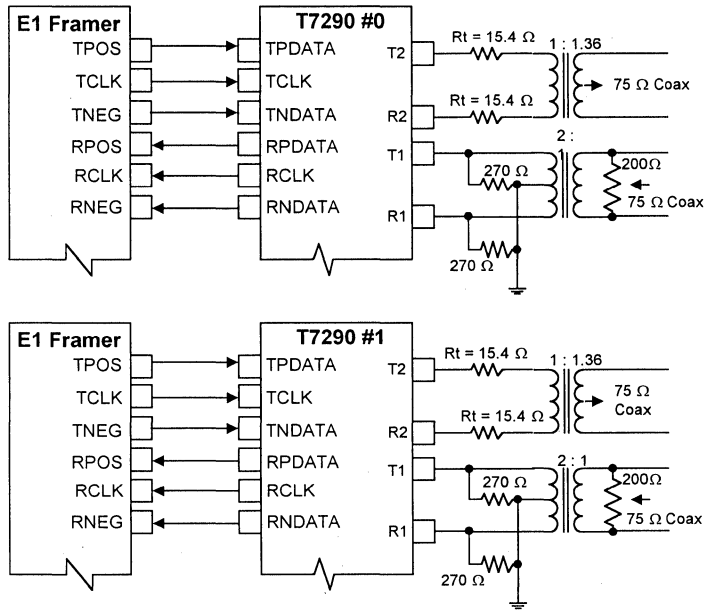 E1 Framer
T7290 #0
TPOS
TPDATA
T2
Rt = 15.4 Ω
1 : 1.36
TCLK
TCLK
75 Ω Coax
TNEG
TNDATA
R2
Rt = 15.4 Ω
RPOS
RPDATA
T1
2 :
270 Ω
200Ω
RCLK
RCLK
75 Ω Coax
RNEG
RNDATA
R1
270 Ω
E1 Framer
T7290 #1
TPOS
TPDATA
T2
Rt = 15.4 Ω
1 : 1.36
TCLK
TCLK
75 Ω
Coax
TNEG
TNDATA
R2
Rt = 15.4 Ω
RPOS
RPDATA
T1
2 : 1
270 Ω
200Ω
RCLK
RCLK
75 Ω Coax
RNEG
RNDATA
R1
270 Ω